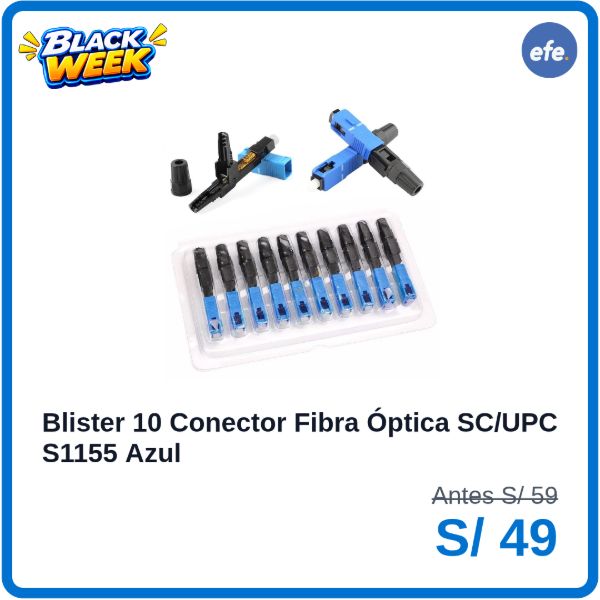 BLACK
WEEK
efe.
Blister 10 Conector Fibra Óptica SC/UPC
S1155 Azul
Antes S/ 59
S/ 49